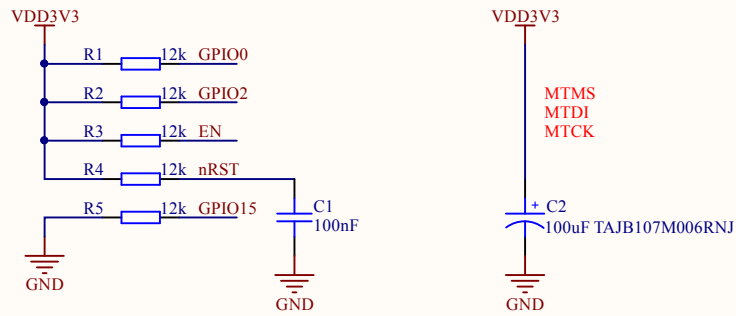 VDD3V3
R1 12k GPIO0
R2 12k GPIO2
R3 12k EN
R4 12k nRST
R5 12k GPIO15
C1
100nF
GND
GND
VDD3V3
MTMS
MTDI
MTCK
+ C2
100uF TAJB107M006RNJ
GND